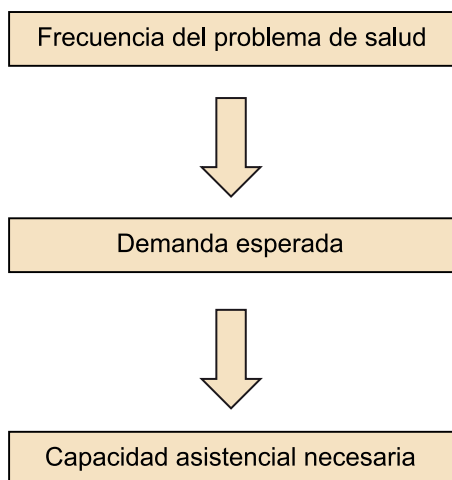 Frecuencia del problema de salud
Demanda esperada
Capacidad asistencial necesaria